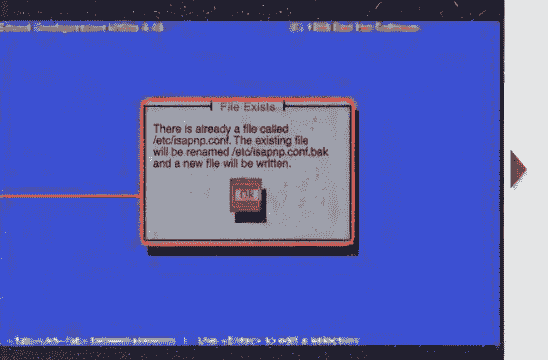 File Exists
There is already a file called
/etc/isapnp.conf. The existing file
will be renamed /etc/isapnp.conf.bak
and a new file will be written.
Ok